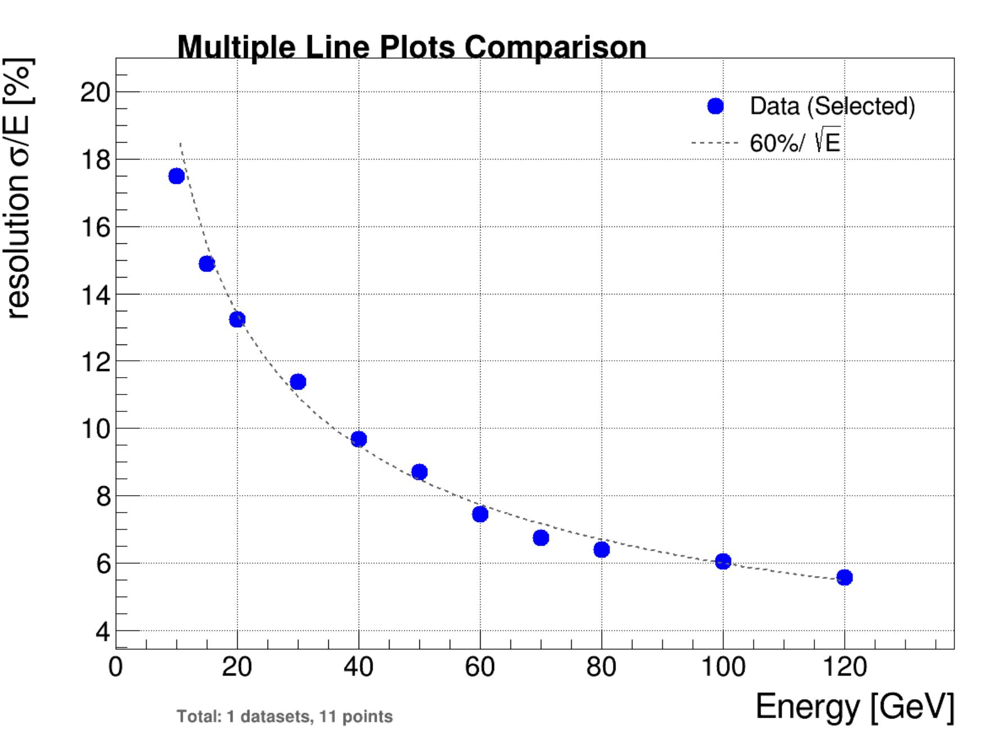 Multiple Line Plots Comparison
resolution σ/E [%]
20
18
16
14
12
10
8
6
4
Data (Selected)
60%/ √E
0 20 40 60 80 100 120
Energy [GeV]
Total: 1 datasets, 11 points